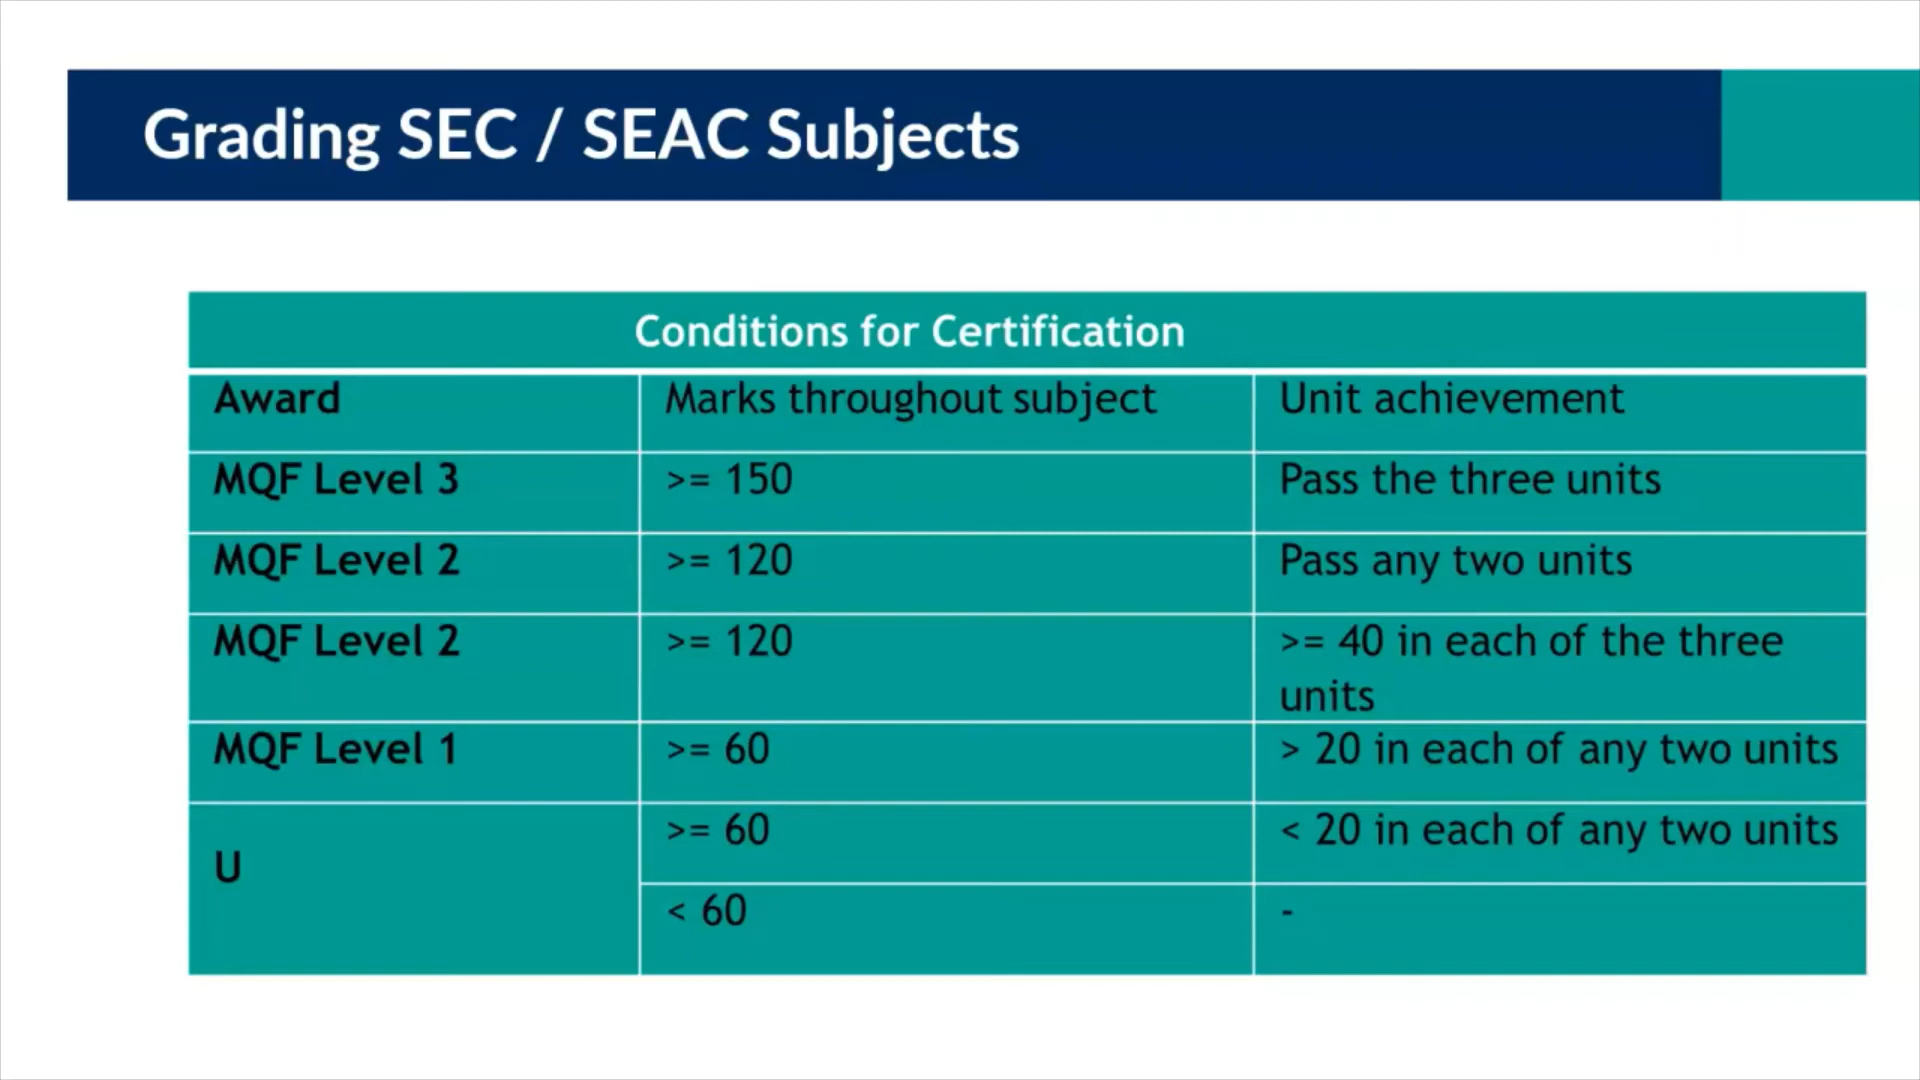 Grading SEC / SEAC Subjects
Conditions for Certification
Award Marks throughout subject Unit achievement
MQF Level 3 >= 150 Pass the three units
MQF Level 2 >= 120 Pass any two units
MQF Level 2 >= 120 >= 40 in each of the three
units
MQF Level 1 >= 60 > 20 in each of any two units
U >= 60 < 20 in each of any two units
< 60 -